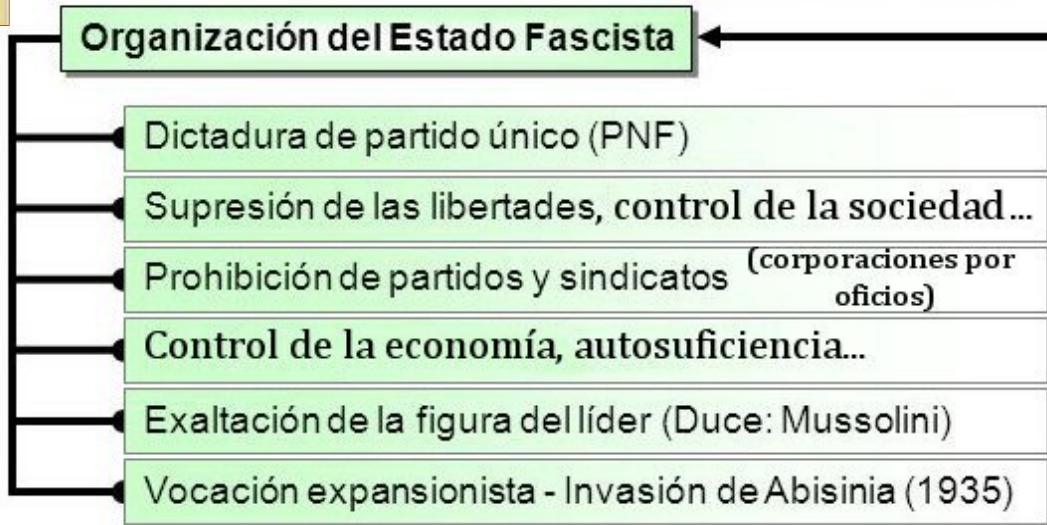 Organización del Estado Fascista
Dictadura de partido único (PNF)
Supresión de las libertades, control de la sociedad...
Prohibición de partidos y sindicatos (corporaciones por
oficios)
Control de la economía, autosuficiencia...
Exaltación de la figura del líder (Duce: Mussolini)
Vocación expansionista - Invasión de Abisinia (1935)